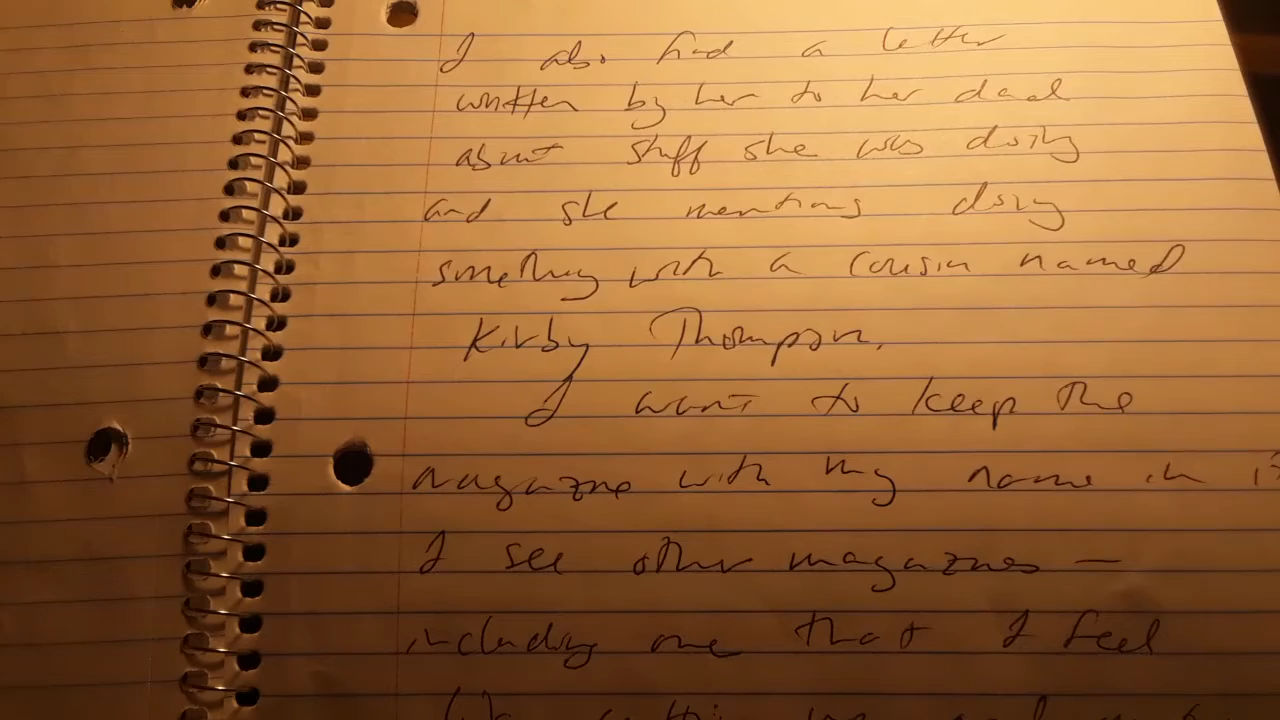 I also find a letter
written by her to her dad
about stuff she was doing
and she mentions doing
something with a cousin named
Kirby Thompson.
I want to keep the
magazine with my name in
I see other magazines —
including one that I feel